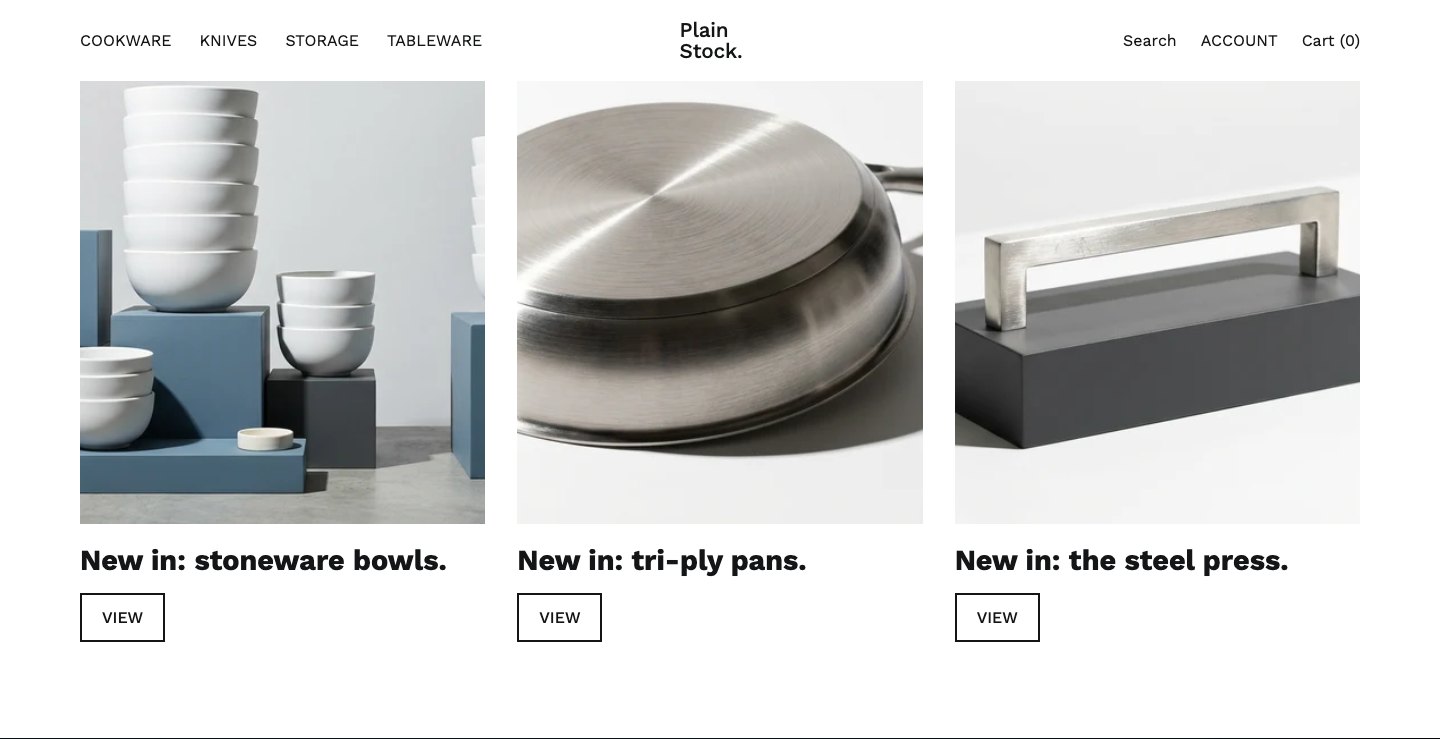 COOKWARE KNIVES STORAGE TABLEWARE
Plain
Stock.
Search ACCOUNT Cart (0)
New in: stoneware bowls.
VIEW
New in: tri-ply pans.
VIEW
New in: the steel press.
VIEW